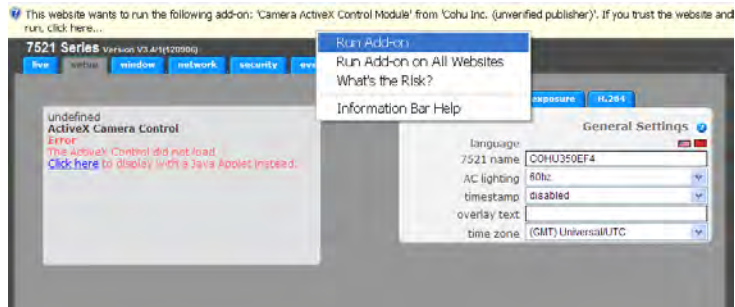 This website wants to run the following add-on: 'Camera ActiveX Control Module' from 'Cohu Inc. (unverified publisher)'. If you trust the website and
run, click here...
7521 Series Version V3.4/1(120906)
live setup window network security eve
Run Add-on
Run Add-on on All Websites
What's the Risk?
Information Bar Help
exposure H.264
undefined
ActiveX Camera Control
Error
The ActiveX Control did not load.
Click here to display with a Java Applet instead.
General Settings
language
7521 name COHU350EF4
AC lighting 60hz
timestamp disabled
overlay text
time zone (GMT) Universal/UTC